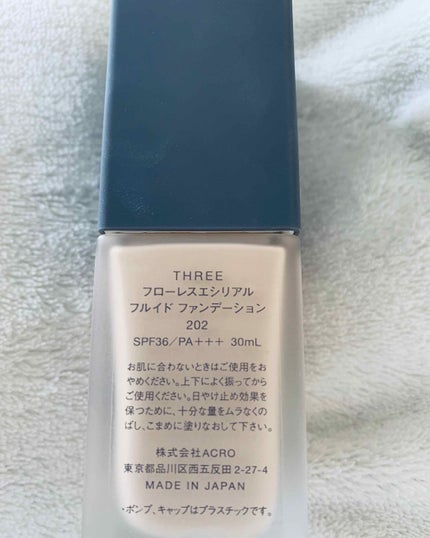 THREE
フローレスエシリアル
フルイド ファンデーション
202
SPF36/PA+++ 30mL
お肌に合わないときはご使用をお
やめください。上下によく振ってから
ご使用ください。日やけ止め効果を
保つために、十分な量をムラなくの
ばし、こまめに塗りなおして下さい。
株式会社ACRO
東京都品川区西五反田2-27-4
MADE IN JAPAN
・ポンプ、キャップはプラスチックです。